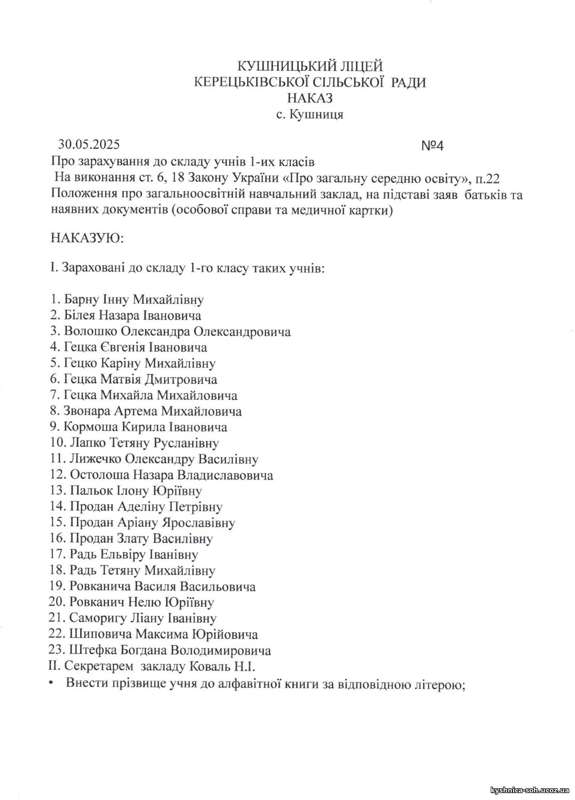 КУШНИЦЬКИЙ ЛІЦЕЙ
КЕРЕЦЬКІВСЬКОЇ СІЛЬСЬКОЇ РАДИ
НАКАЗ
с. Кушниця
30.05.2025 №4
Про зарахування до складу учнів 1-их класів
На виконання ст. 6, 18 Закону України «Про загальну середню освіту», п.22
Положення про загальноосвітній навчальний заклад, на підставі заяв батьків та
наявних документів (особової справи та медичної картки)
НАКАЗУЮ:
І. Зараховані до складу 1-го класу таких учнів:
1. Барну Інну Михайлівну
2. Білея Назара Івановича
3. Волошко Олександра Олександровича
4. Гецка Євгенія Івановича
5. Гецко Каріну Михайлівну
6. Гецка Матвія Дмитровича
7. Гецка Михайла Михайловича
8. Звонара Артема Михайловича
9. Кормоша Кирила Івановича
10. Лапко Тетяну Русланівну
11. Лижечко Олександру Василівну
12. Остолоша Назара Владиславовича
13. Пальок Ілону Юріївну
14. Продан Аделіну Петрівну
15. Продан Аріану Ярославівну
16. Продан Злату Василівну
17. Радь Ельвіру Іванівну
18. Радь Тетяну Михайлівну
19. Ровканича Василя Васильовича
20. Ровканич Нелю Юріївну
21. Саморигу Ліану Іванівну
22. Шиповича Максима Юрійовича
23. Штефка Богдана Володимировича
ІІ. Секретарем закладу Коваль Н.І.
• Внести прізвище учня до алфавітної книги за відповідною літерою;
kyshnica-soh.ucoz.ua